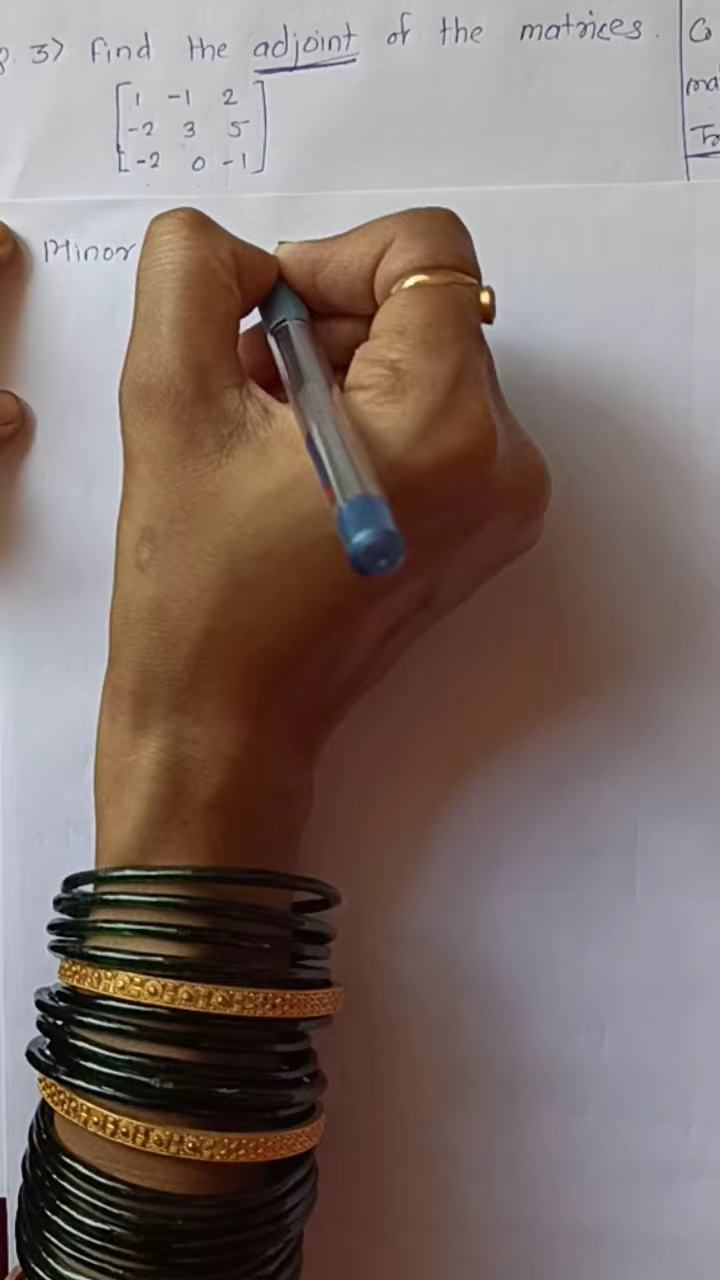 3) Find the adjoint of the matrices.
1 -1 2
-2 3 5
-2 0 -1
Minor